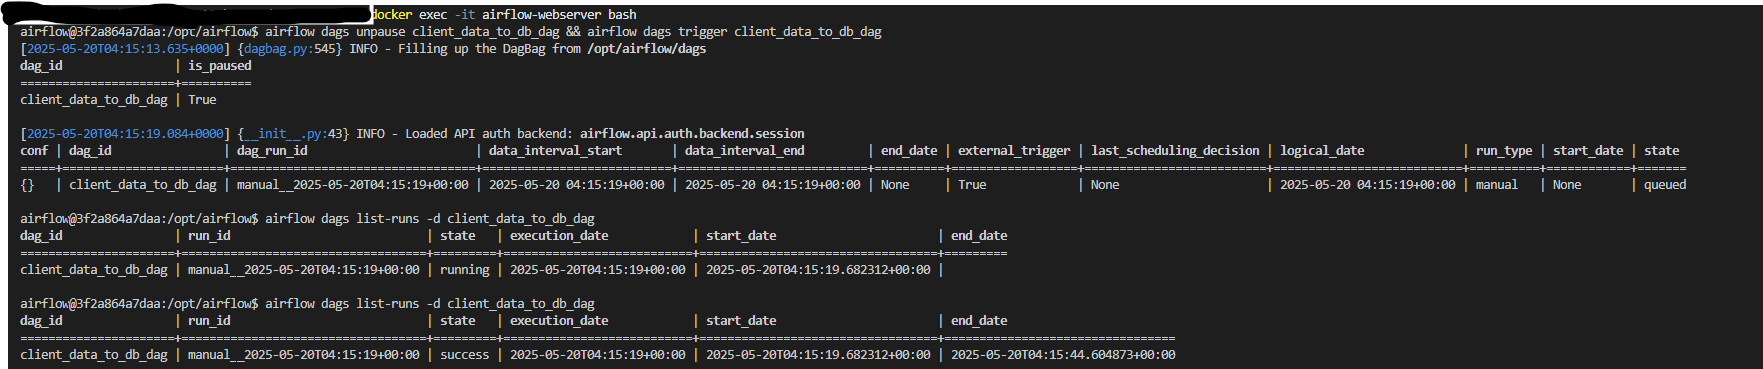 docker exec -it airflow-webserver bash
airflow@3f2a864a7daa:/opt/airflow$ airflow dags unpause client_data_to_db_dag && airflow dags trigger client_data_to_db_dag
[2025-05-20T04:15:13.635+0000] {dagbag.py:545} INFO - Filling up the DagBag from /opt/airflow/dags
dag_id                | is_paused
======================+==========
client_data_to_db_dag | True
[2025-05-20T04:15:19.084+0000] {__init__.py:43} INFO - Loaded API auth backend: airflow.api.auth.backend.session
conf | dag_id                | dag_run_id                        | data_interval_start       | data_interval_end         | end_date | external_trigger | last_scheduling_decision | logical_date              | run_type | start_date | state
=====+=======================+===================================+===========================+===========================+==========+==================+==========================+===========================+==========+============+=======
{}   | client_data_to_db_dag | manual__2025-05-20T04:15:19+00:00 | 2025-05-20 04:15:19+00:00 | 2025-05-20 04:15:19+00:00 | None     | True             | None                     | 2025-05-20 04:15:19+00:00 | manual   | None       | queued
airflow@3f2a864a7daa:/opt/airflow$ airflow dags list-runs -d client_data_to_db_dag
dag_id                | run_id                            | state   | execution_date            | start_date                       | end_date
======================+===================================+=========+===========================+==================================+=========
client_data_to_db_dag | manual__2025-05-20T04:15:19+00:00 | running | 2025-05-20T04:15:19+00:00 | 2025-05-20T04:15:19.682312+00:00 |
airflow@3f2a864a7daa:/opt/airflow$ airflow dags list-runs -d client_data_to_db_dag
dag_id                | run_id                            | state   | execution_date            | start_date                       | end_date
======================+===================================+=========+===========================+==================================+=================================
client_data_to_db_dag | manual__2025-05-20T04:15:19+00:00 | success | 2025-05-20T04:15:19+00:00 | 2025-05-20T04:15:19.682312+00:00 | 2025-05-20T04:15:44.604873+00:00